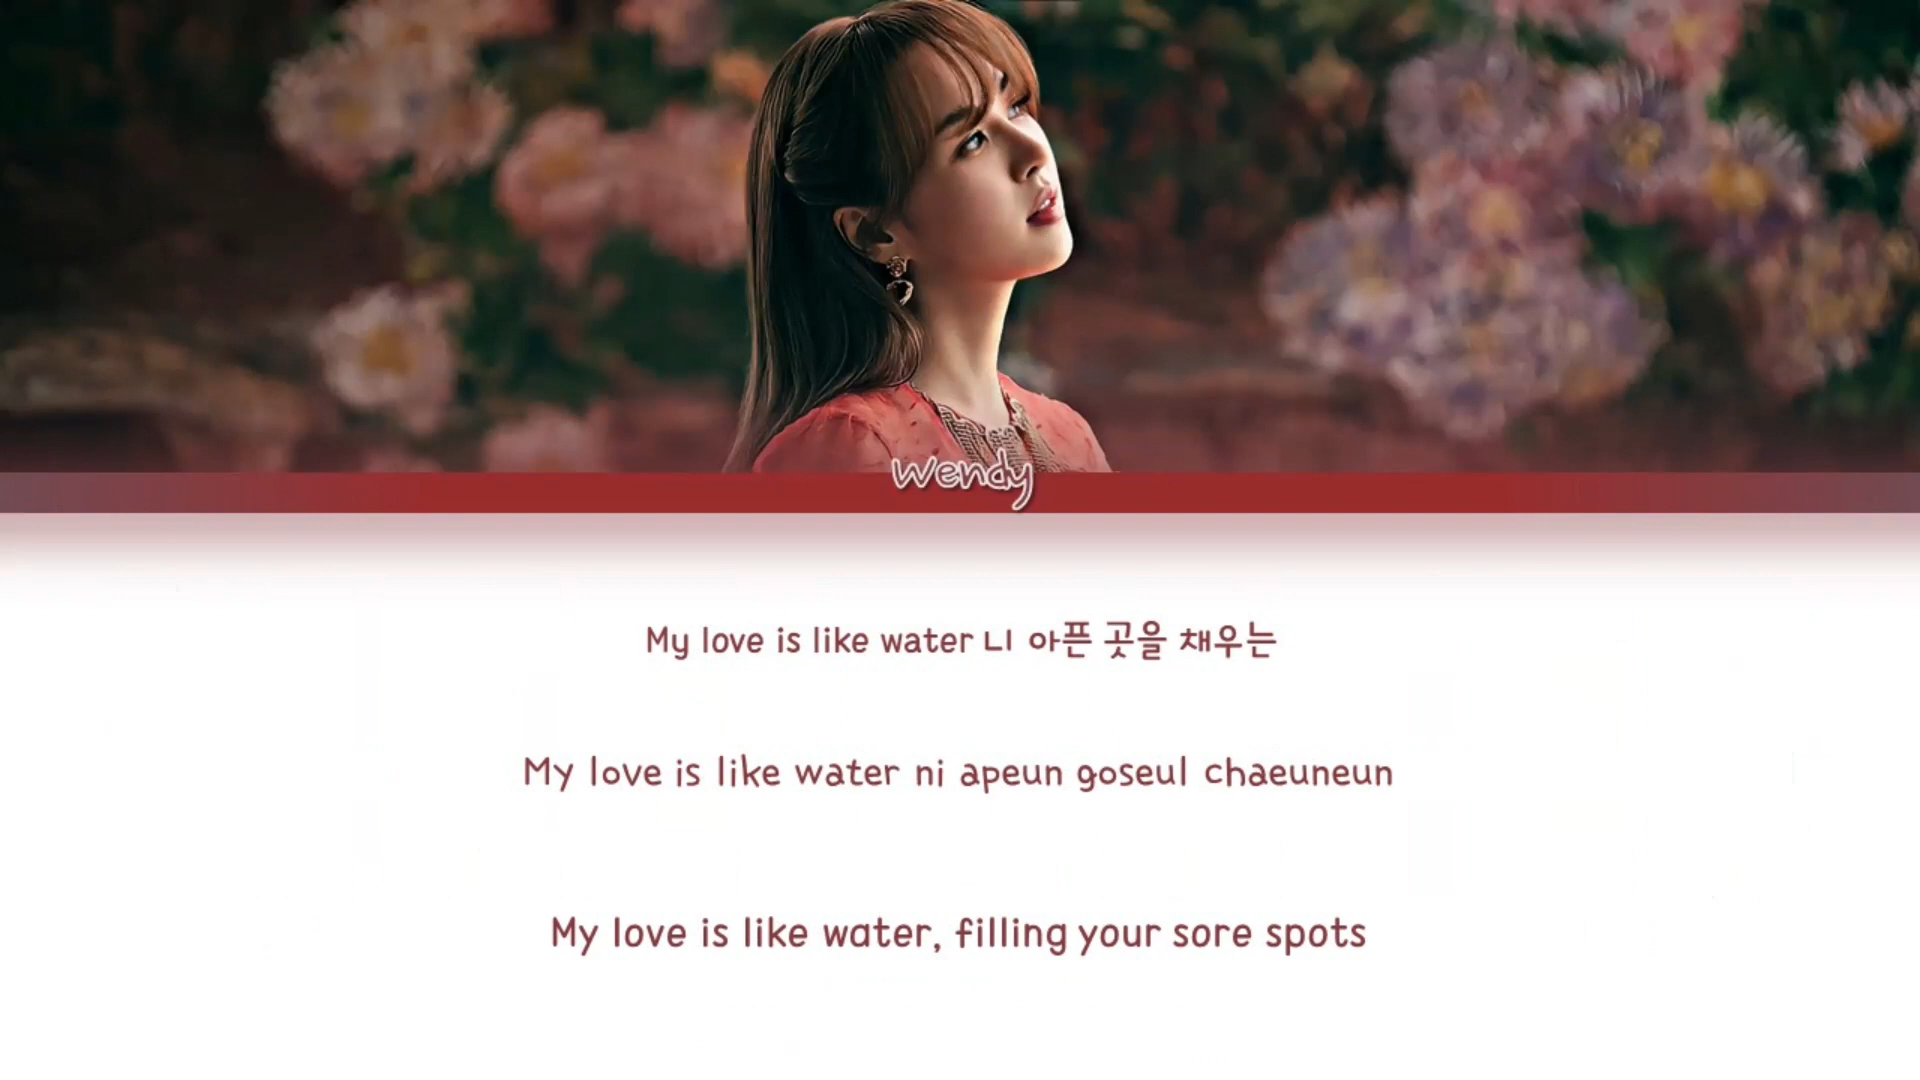 Wendy
My love is like water 니 아픈 곳을 채우는
My love is like water ni apeun goseul chaeuneun
My love is like water, filling your sore spots